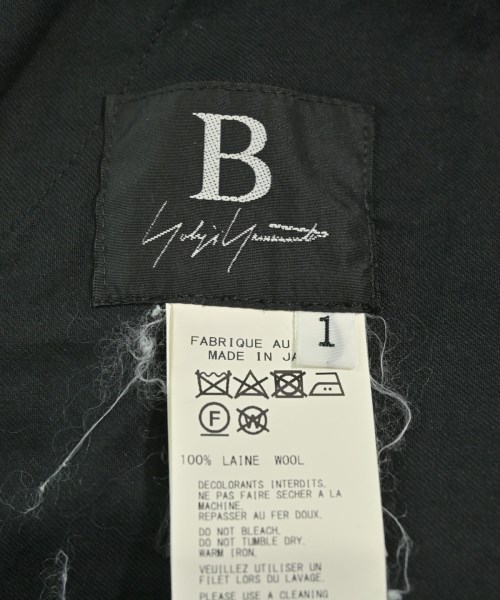 B
Yohji Yamamoto
1
FABRIQUE AU
MADE IN JA
F W
100% LAINE WOOL
DECOLORANTS INTERDITS.
NE PAS FAIRE SECHER A LA
MACHINE.
REPASSER AU FER DOUX.
DO NOT BLEACH.
DO NOT TUMBLE DRY.
WARM IRON.
VEUILLEZ UTILISER UN
FILET LORS DU LAVAGE.
PLEASE USE A CLEANING